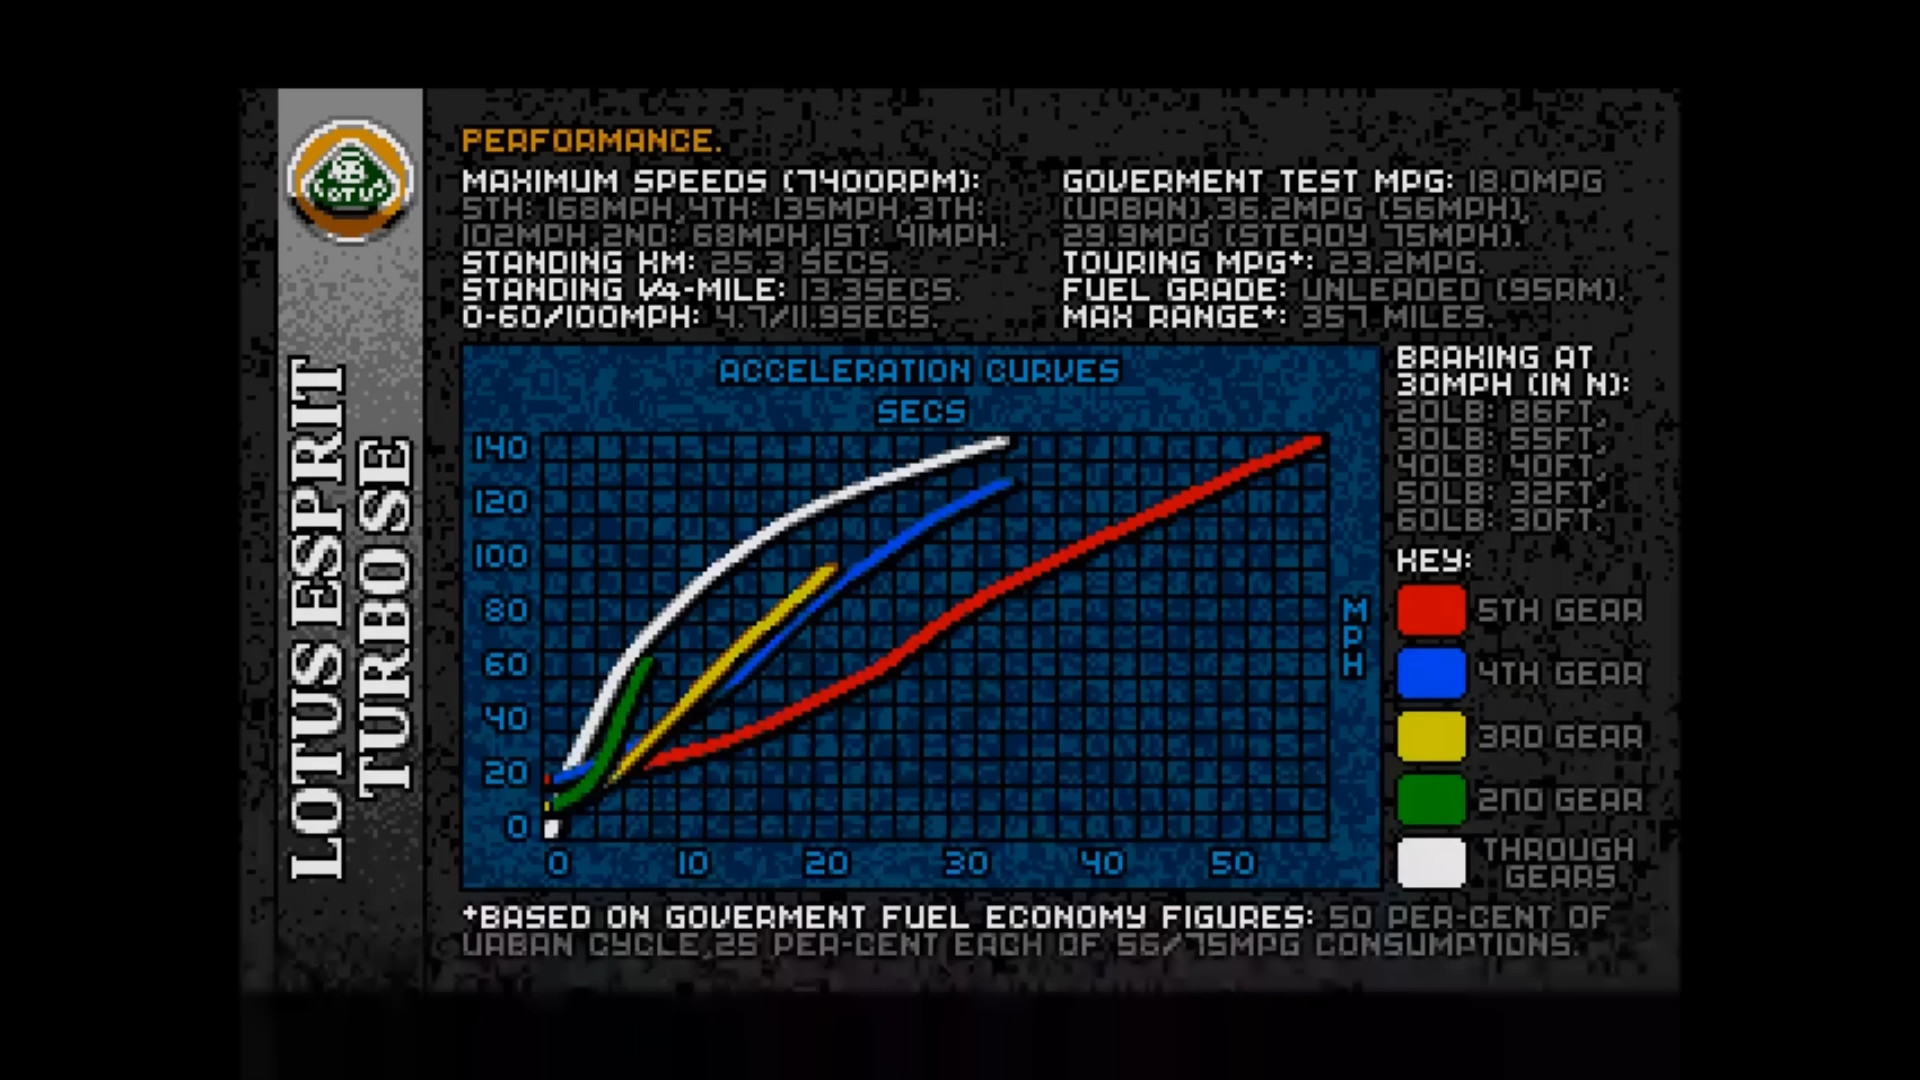 LOTUS
LOTUS ESPRIT
TURBO SE
PERFORMANCE.
MAXIMUM SPEEDS (7400RPM):
5TH: 168MPH,4TH: 135MPH,3TH:
102MPH,2ND: 68MPH,1ST: 41MPH.
STANDING KM: 25.3 SECS.
STANDING 1/4-MILE: 13.3SECS.
0-60/100MPH: 4.7/11.9SECS.
GOVERMENT TEST MPG: 18.0MPG
(URBAN),36.2MPG (56MPH),
29.9MPG (STEADY 75MPH).
TOURING MPG*: 23.2MPG.
FUEL GRADE: UNLEADED (95RM).
MAX RANGE*: 357 MILES.
ACCELERATION CURVES
SECS
140
120
100
80
60
40
20
0
0 10 20 30 40 50
MPH
BRAKING AT
30MPH (IN N):
20LB: 86FT,
30LB: 55FT,
40LB: 40FT,
50LB: 32FT,
60LB: 30FT.
KEY:
5TH GEAR
4TH GEAR
3RD GEAR
2ND GEAR
THROUGH
GEARS
*BASED ON GOVERMENT FUEL ECONOMY FIGURES: 50 PER-CENT OF
URBAN CYCLE,25 PER-CENT EACH OF 56/75MPG CONSUMPTIONS.